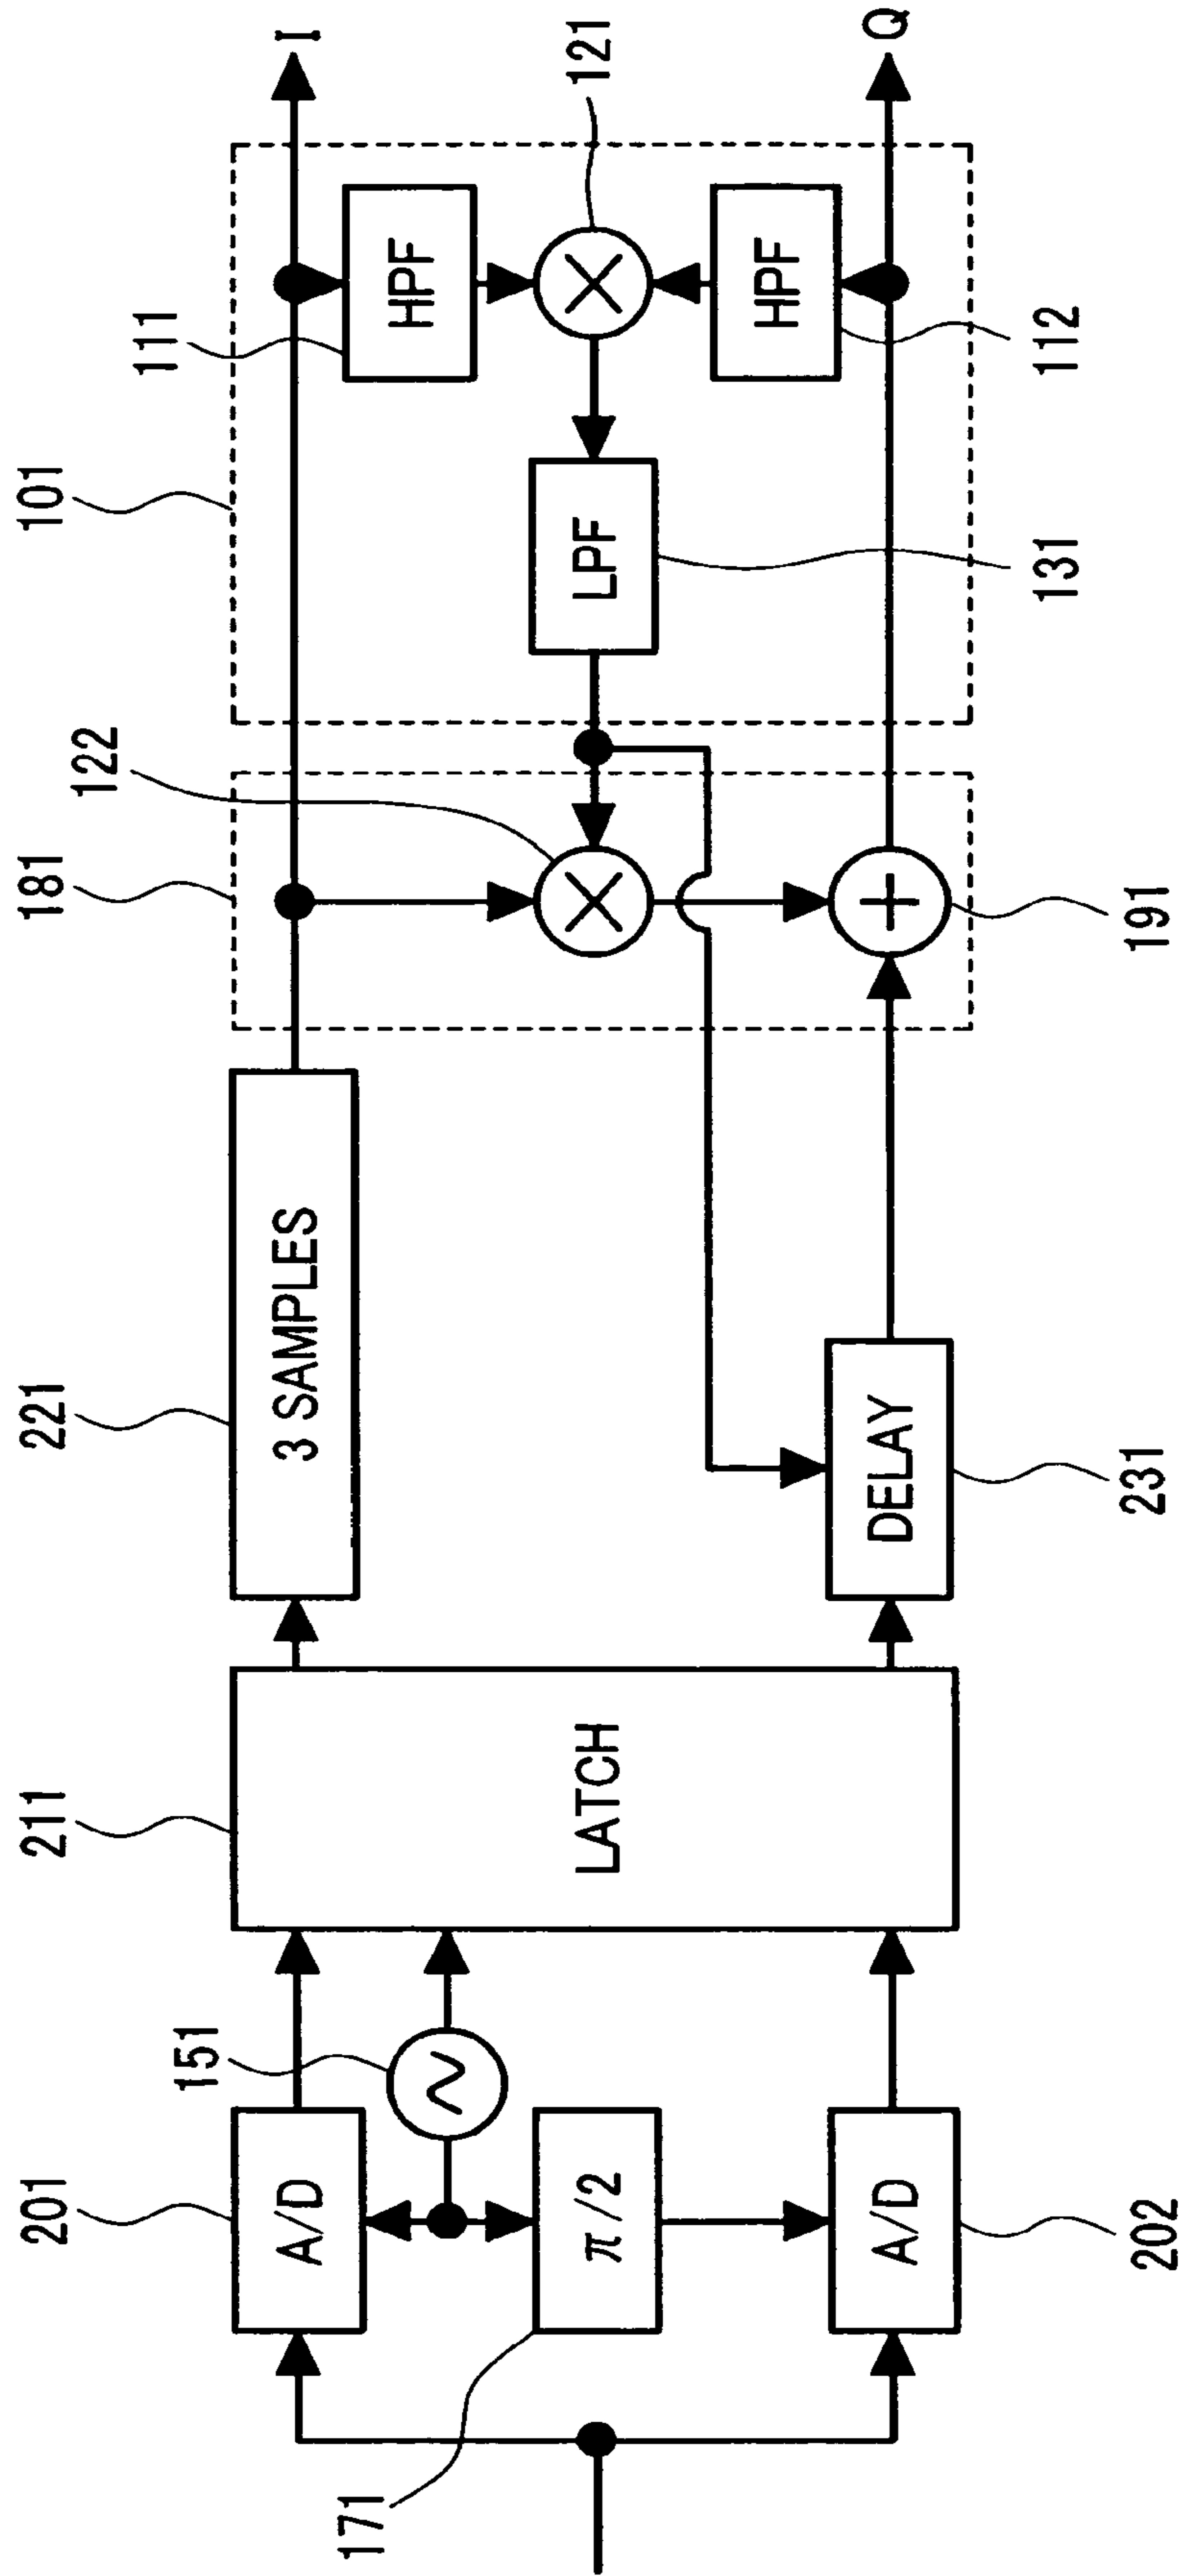 201
A/D
151
171
π/2
A/D
202
211
LATCH
221
3 SAMPLES
DELAY
231
181
122
191
101
LPF
131
111
HPF
121
HPF
112
I
Q